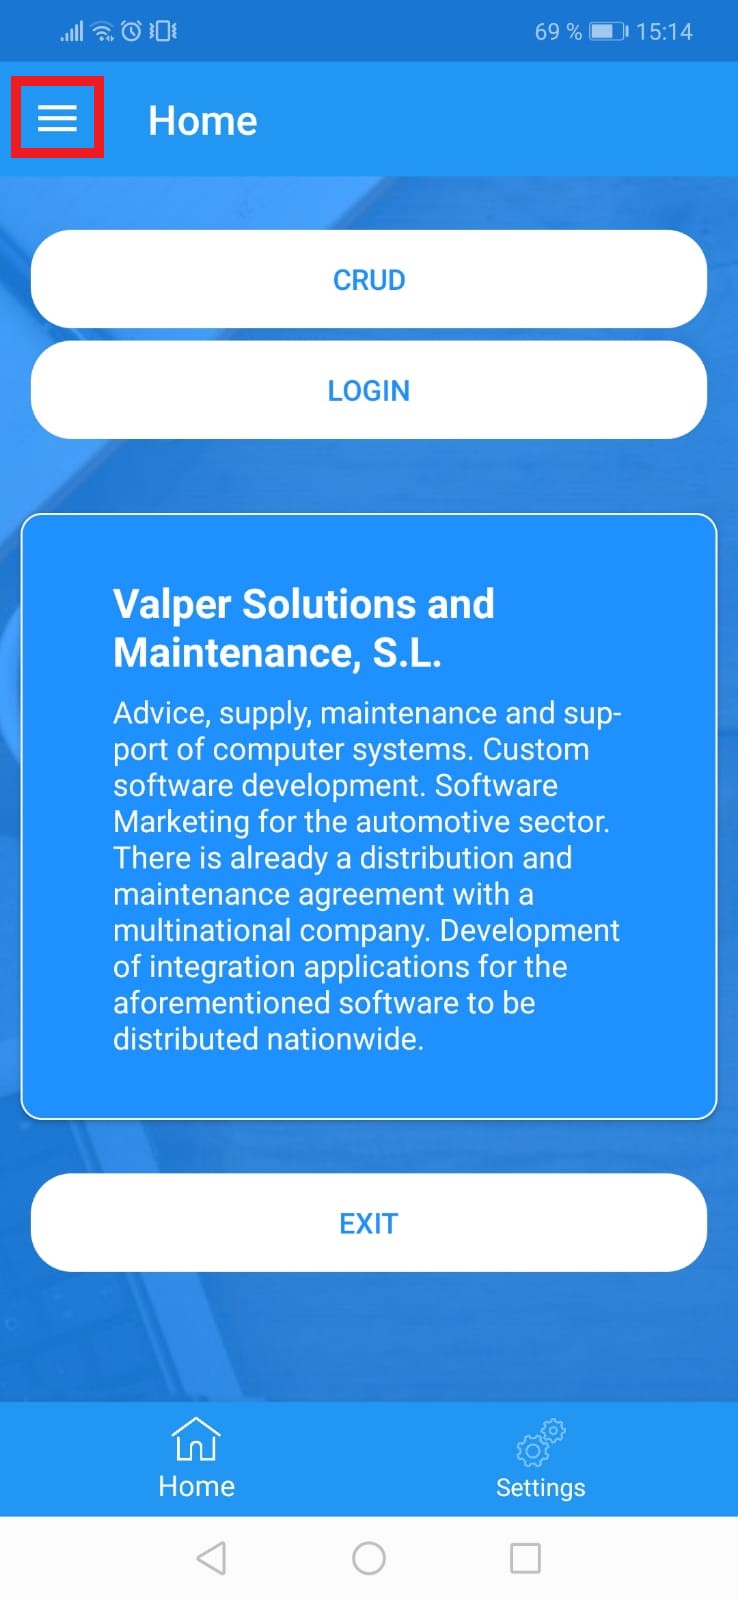 69 % 15:14
Home
CRUD
LOGIN
Valper Solutions and
Maintenance, S.L.
Advice, supply, maintenance and sup-
port of computer systems. Custom
software development. Software
Marketing for the automotive sector.
There is already a distribution and
maintenance agreement with a
multinational company. Development
of integration applications for the
aforementioned software to be
distributed nationwide.
EXIT
Home
Settings